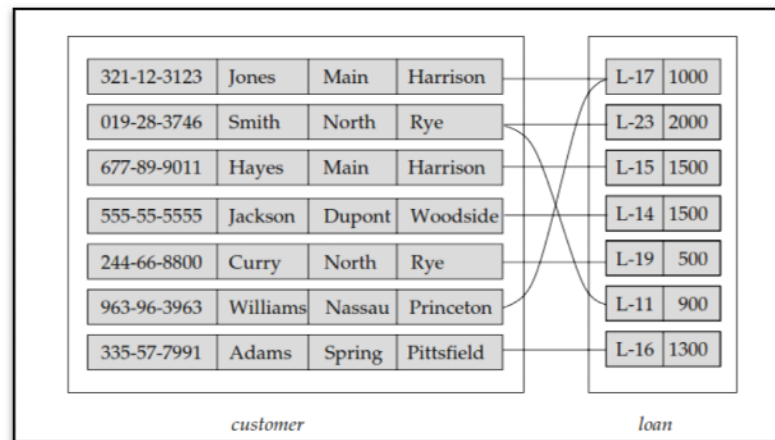 321-12-3123 Jones Main Harrison L-17 1000
019-28-3746 Smith North Rye L-23 2000
677-89-9011 Hayes Main Harrison L-15 1500
555-55-5555 Jackson Dupont Woodside L-14 1500
244-66-8800 Curry North Rye L-19 500
963-96-3963 Williams Nassau Princeton L-11 900
335-57-7991 Adams Spring Pittsfield L-16 1300
customer loan